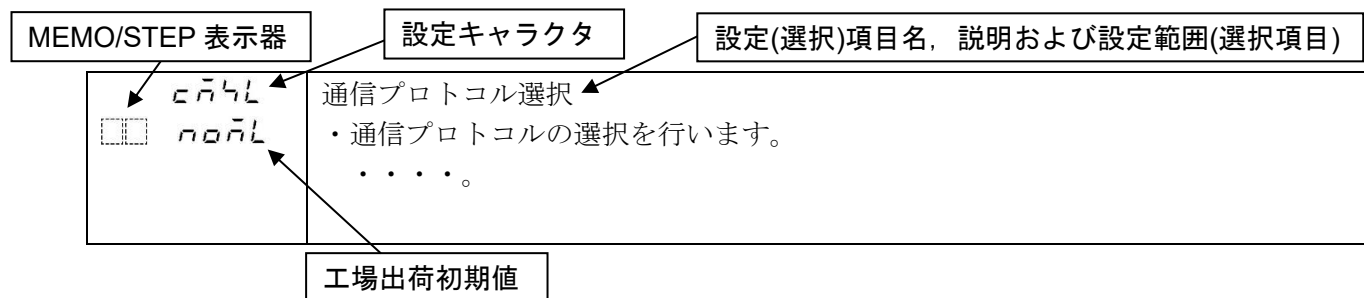 MEMO/STEP 表示器
設定キャラクタ
設定(選択)項目名，説明および設定範囲(選択項目)
通信プロトコル選択
・通信プロトコルの選択を行います。
・・・・。
工場出荷初期値